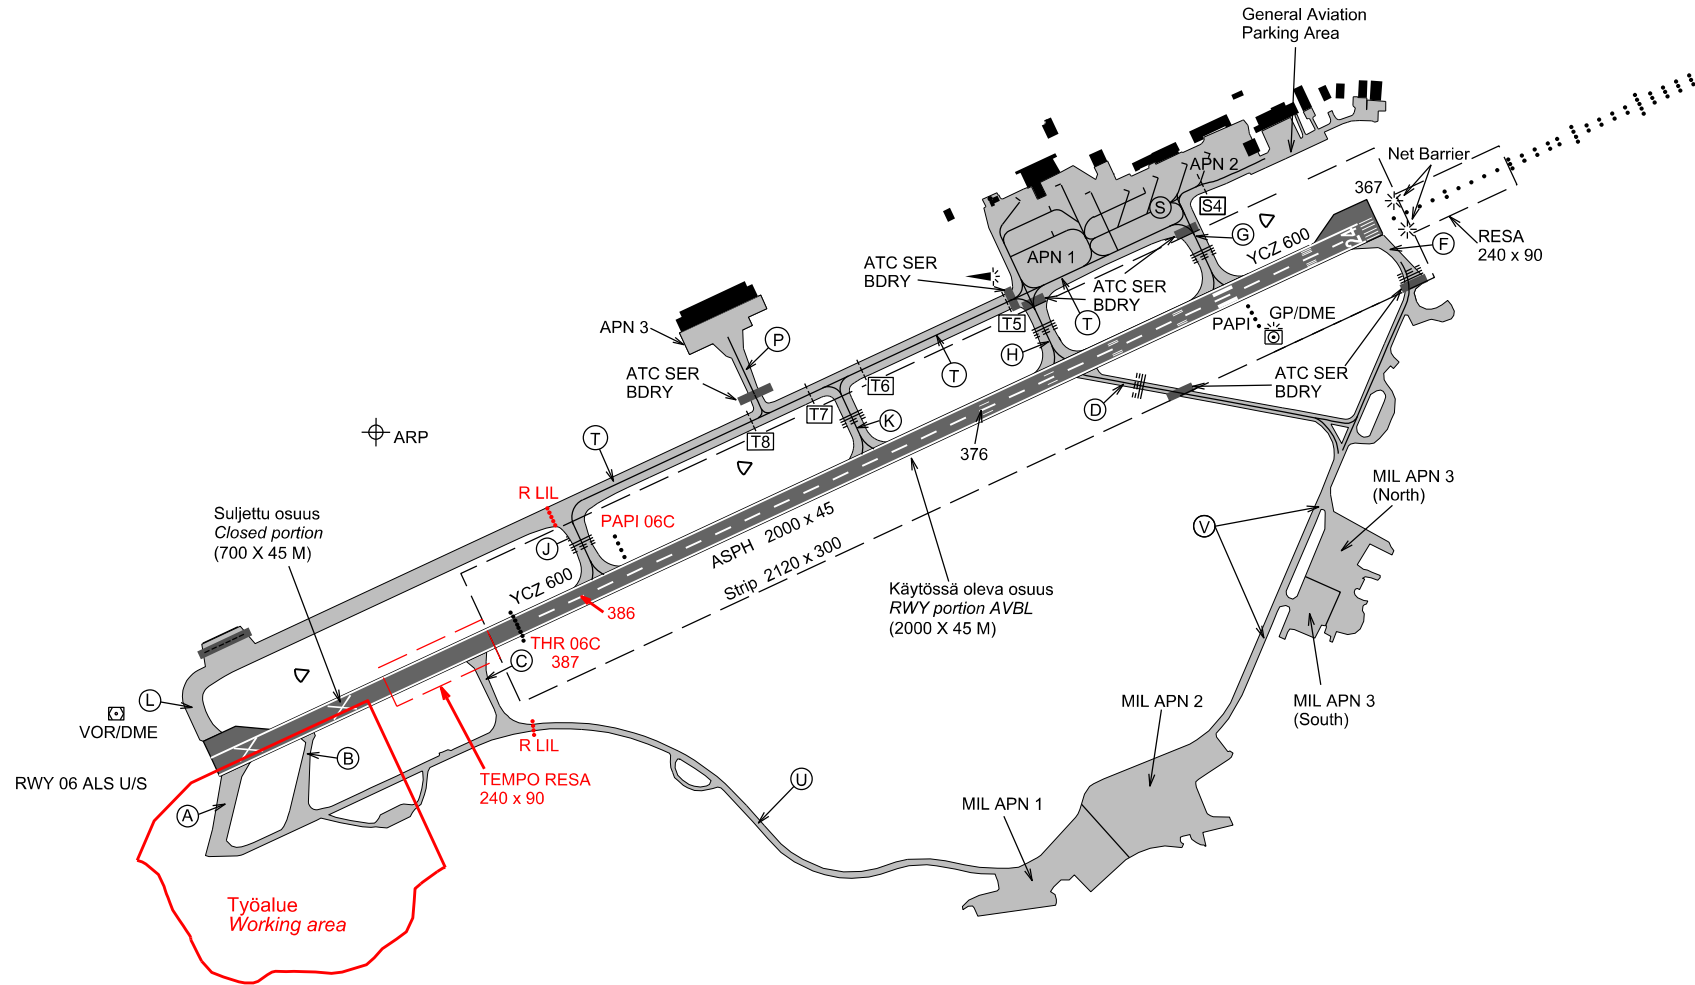 General Aviation
Parking Area
Net Barrier
367
APN 2
S
S4
G
YCZ 600
24
F
RESA
240 x 90
ATC SER
BDRY
APN 1
ATC SER
BDRY
T5
T
PAPI
GP/DME
APN 3
P
H
T
ATC SER
BDRY
T6
T7
K
T8
D
ATC SER
BDRY
ARP
T
376
R LIL
PAPI 06C
MIL APN 3
(North)
Suljettu osuus
Closed portion
(700 X 45 M)
J
ASPH 2000 x 45
V
YCZ 600
Strip 2120 x 300
386
Käytössä oleva osuus
RWY portion AVBL
(2000 X 45 M)
THR 06C
387
C
L
X
MIL APN 2
MIL APN 3
(South)
VOR/DME
X
B
R LIL
RWY 06 ALS U/S
TEMPO RESA
240 x 90
U
A
MIL APN 1
Työalue
Working area